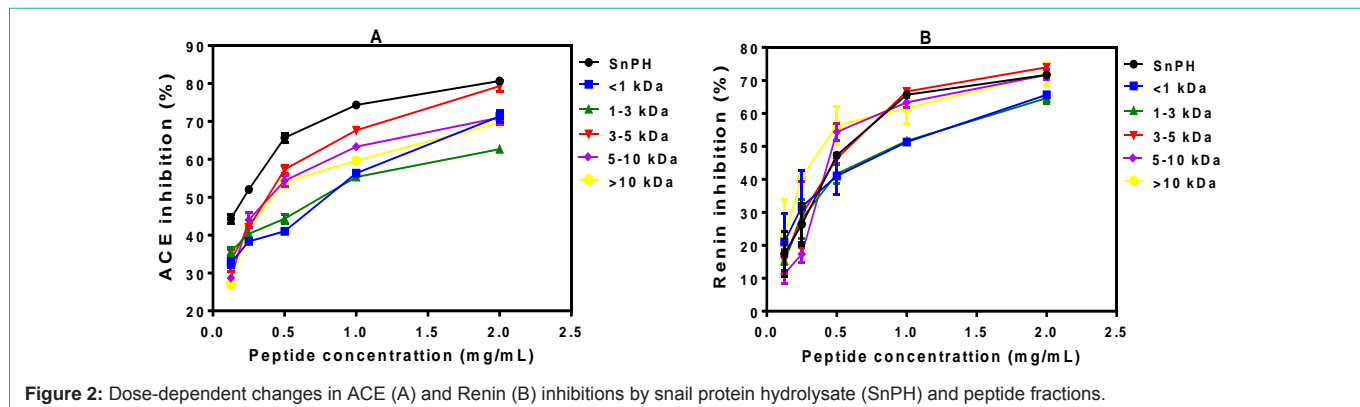 A
ACE inhibition (%)
90
80
70
60
50
40
30
20
0.0 0.5 1.0 1.5 2.0 2.5
Peptide concentrattion (mg/mL)
SnPH
<1 kDa
1-3 kDa
3-5 kDa
5-10 kDa
>10 kDa
B
Renin inhibition (%)
80
70
60
50
40
30
20
10
0
0.0 0.5 1.0 1.5 2.0 2.5
Peptide concentrattion (mg/mL)
SnPH
<1 kDa
1-3 kDa
3-5 kDa
5-10 kDa
>10 kDa
Figure 2: Dose-dependent changes in ACE (A) and Renin (B) inhibitions by snail protein hydrolysate (SnPH) and peptide fractions.